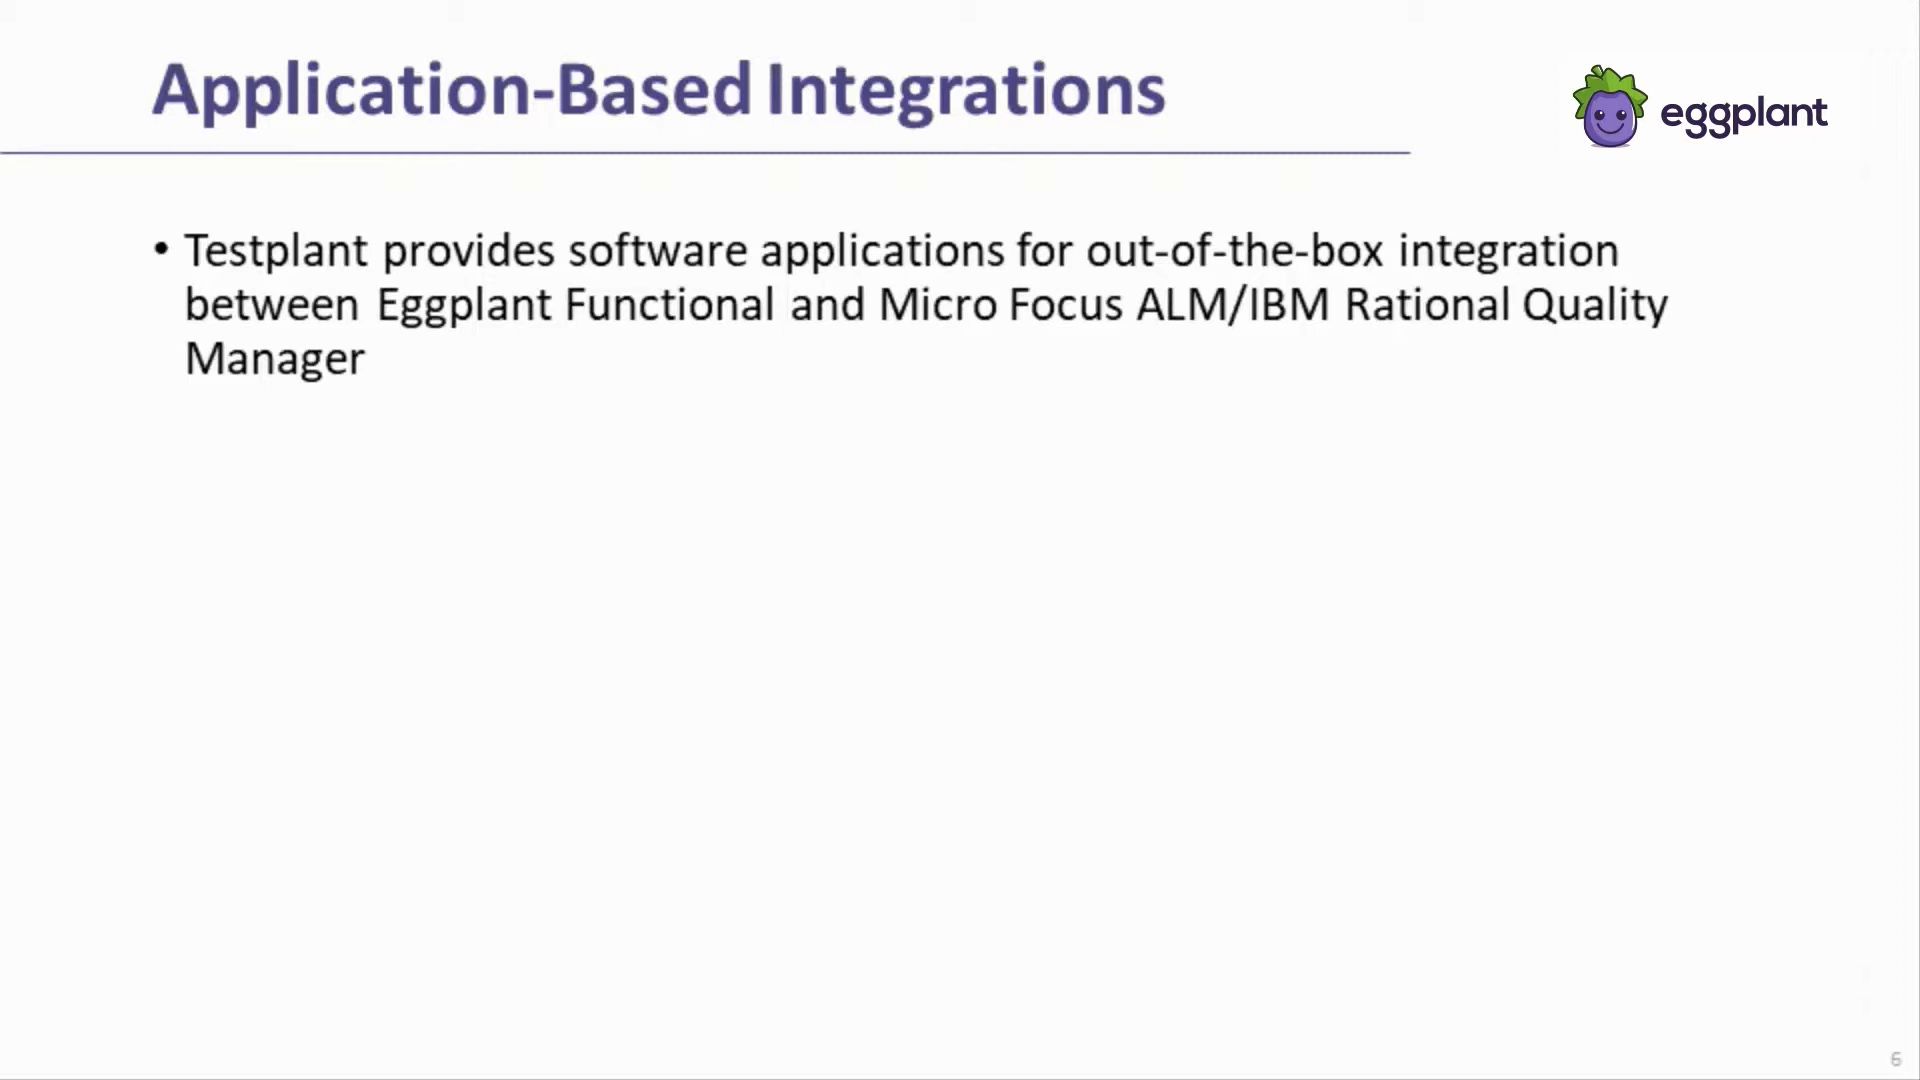 Application-Based Integrations
eggplant
• Testplant provides software applications for out-of-the-box integration
between Eggplant Functional and Micro Focus ALM/IBM Rational Quality
Manager
6